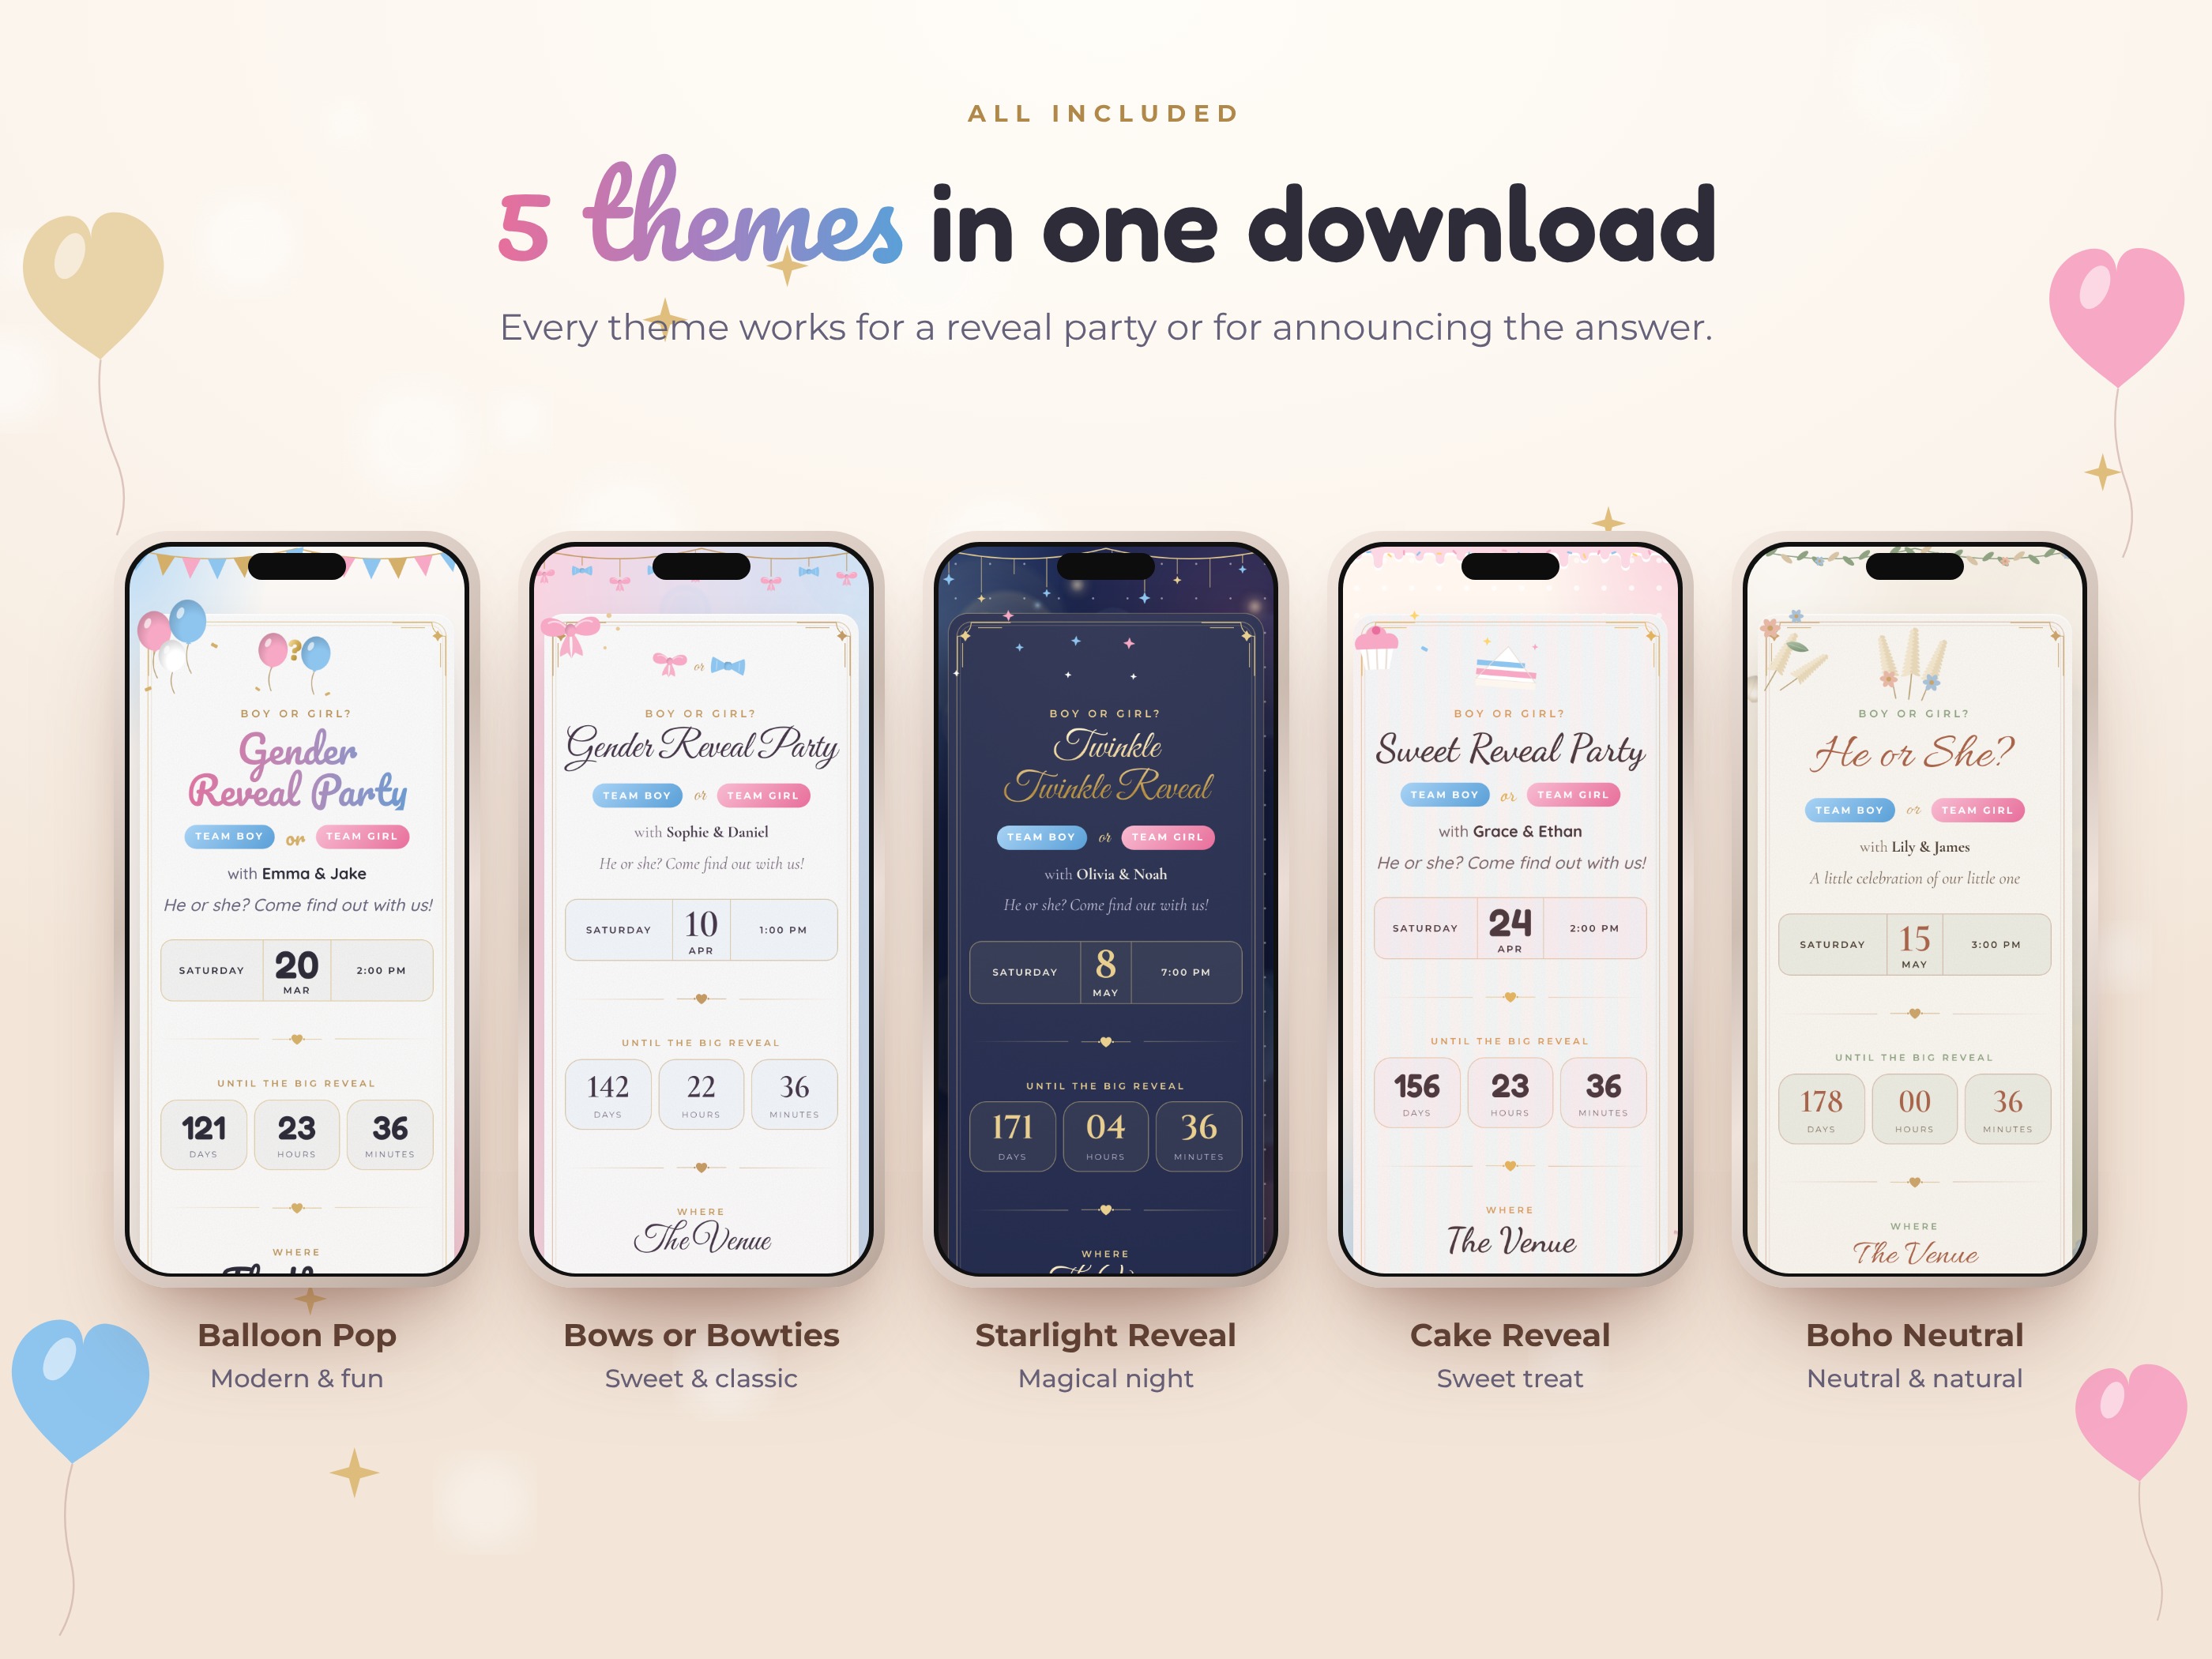 ALL INCLUDED
5 themes in one download
Every theme works for a reveal party or for announcing the answer.
?
BOY OR GIRL?
Gender
Reveal Party
TEAM BOY or TEAM GIRL
with Emma & Jake
He or she? Come find out with us!
SATURDAY 20 MAR 2:00 PM
UNTIL THE BIG REVEAL
121 DAYS 23 HOURS 36 MINUTES
WHERE
Balloon Pop
Modern & fun
or
BOY OR GIRL?
Gender Reveal Party
TEAM BOY or TEAM GIRL
with Sophie & Daniel
He or she? Come find out with us!
SATURDAY 10 APR 1:00 PM
UNTIL THE BIG REVEAL
142 DAYS 22 HOURS 36 MINUTES
WHERE
The Venue
Bows or Bowties
Sweet & classic
BOY OR GIRL?
Twinkle
Twinkle Reveal
TEAM BOY or TEAM GIRL
with Olivia & Noah
He or she? Come find out with us!
SATURDAY 8 MAY 7:00 PM
UNTIL THE BIG REVEAL
171 DAYS 04 HOURS 36 MINUTES
WHERE
Starlight Reveal
Magical night
BOY OR GIRL?
Sweet Reveal Party
TEAM BOY or TEAM GIRL
with Grace & Ethan
He or she? Come find out with us!
SATURDAY 24 APR 2:00 PM
UNTIL THE BIG REVEAL
156 DAYS 23 HOURS 36 MINUTES
WHERE
The Venue
Cake Reveal
Sweet treat
BOY OR GIRL?
He or She?
TEAM BOY or TEAM GIRL
with Lily & James
A little celebration of our little one
SATURDAY 15 MAY 3:00 PM
UNTIL THE BIG REVEAL
178 DAYS 00 HOURS 36 MINUTES
WHERE
The Venue
Boho Neutral
Neutral & natural